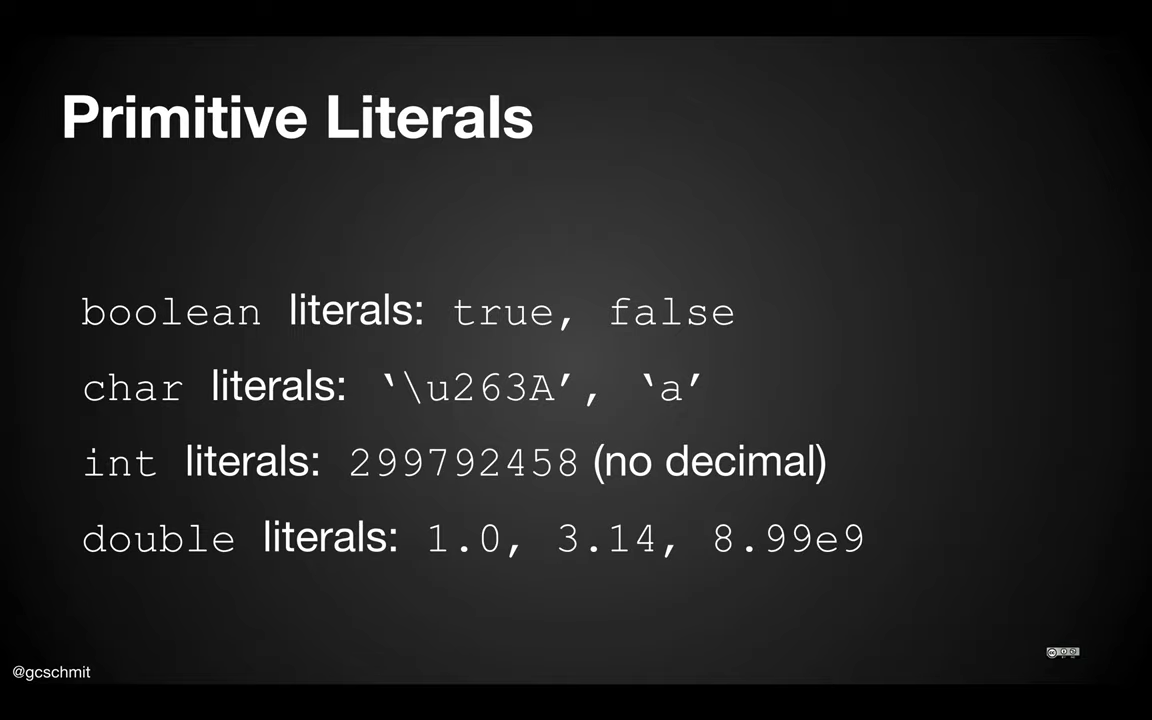 Primitive Literals
boolean literals: true, false
char literals: ‘\u263A’, ‘a’
int literals: 299792458 (no decimal)
double literals: 1.0, 3.14, 8.99e9
@gcschmit